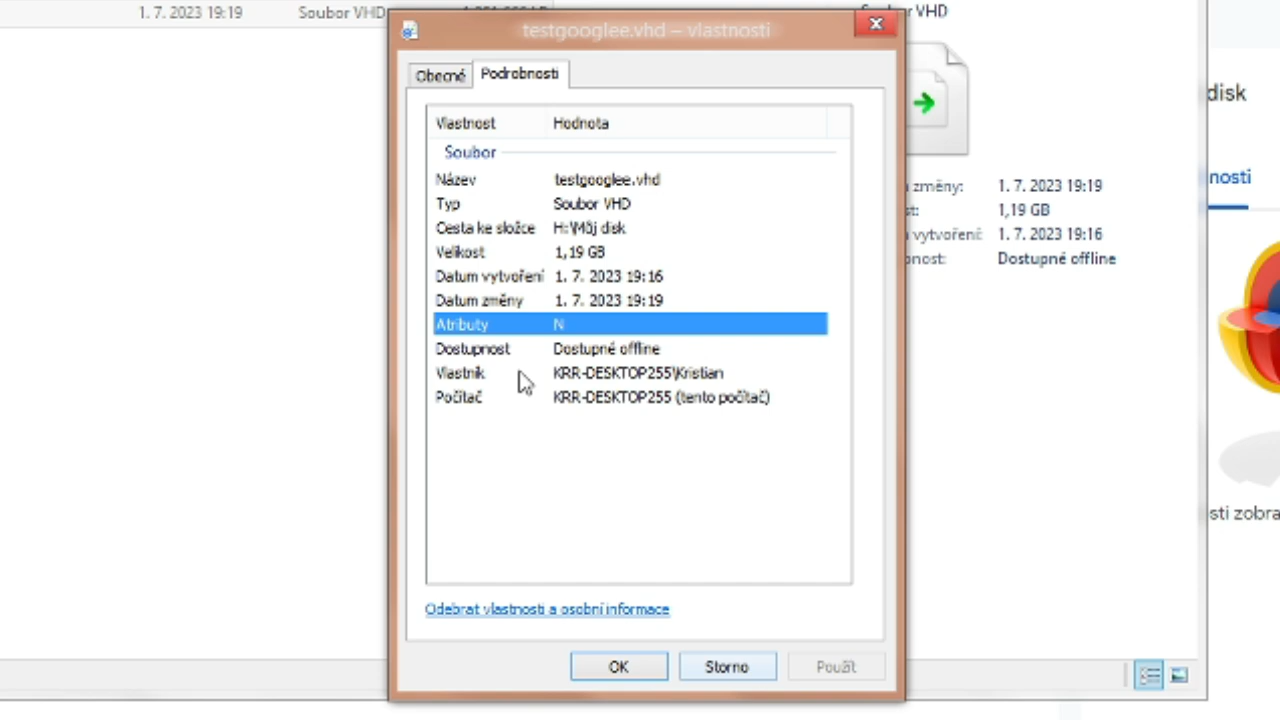 1. 7. 2023 19:19 Soubor VHD
testgooglee.vhd – vlastnosti
VHD
Obecné Podrobnosti
disk
Vlastnost Hodnota
Soubor
nosti
Název testgooglee.vhd
změny: 1. 7. 2023 19:19
Typ Soubor VHD
st: 1,19 GB
Cesta ke složce H:\Můj disk
vytvoření: 1. 7. 2023 19:16
Velikost 1,19 GB
nost: Dostupné offline
Datum vytvoření 1. 7. 2023 19:16
Datum změny 1. 7. 2023 19:19
Atributy N
Dostupnost Dostupné offline
Vlastník KRR-DESKTOP255\Kristian
Počítač KRR-DESKTOP255 (tento počítač)
sti zobra
Odebrat vlastnosti a osobní informace
OK Storno Použít